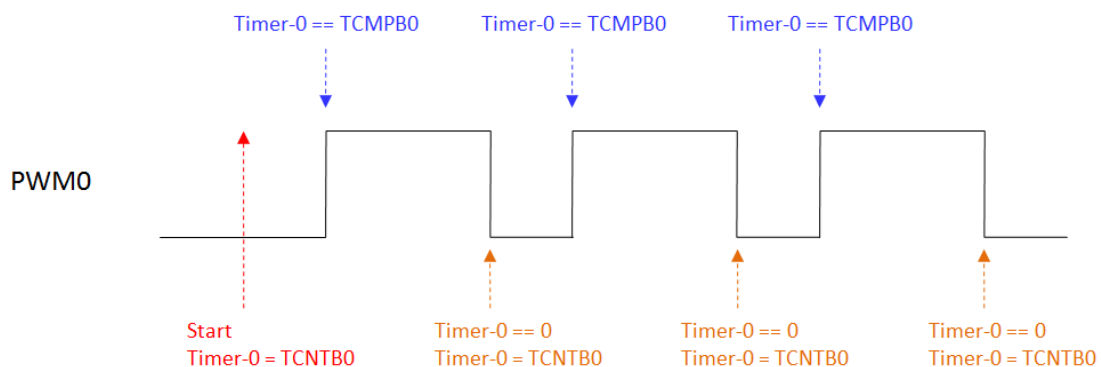 Timer-0 == TCMPB0
Timer-0 == TCMPB0
Timer-0 == TCMPB0
PWM0
Start
Timer-0 = TCNTB0
Timer-0 == 0
Timer-0 = TCNTB0
Timer-0 == 0
Timer-0 = TCNTB0
Timer-0 == 0
Timer-0 = TCNTB0